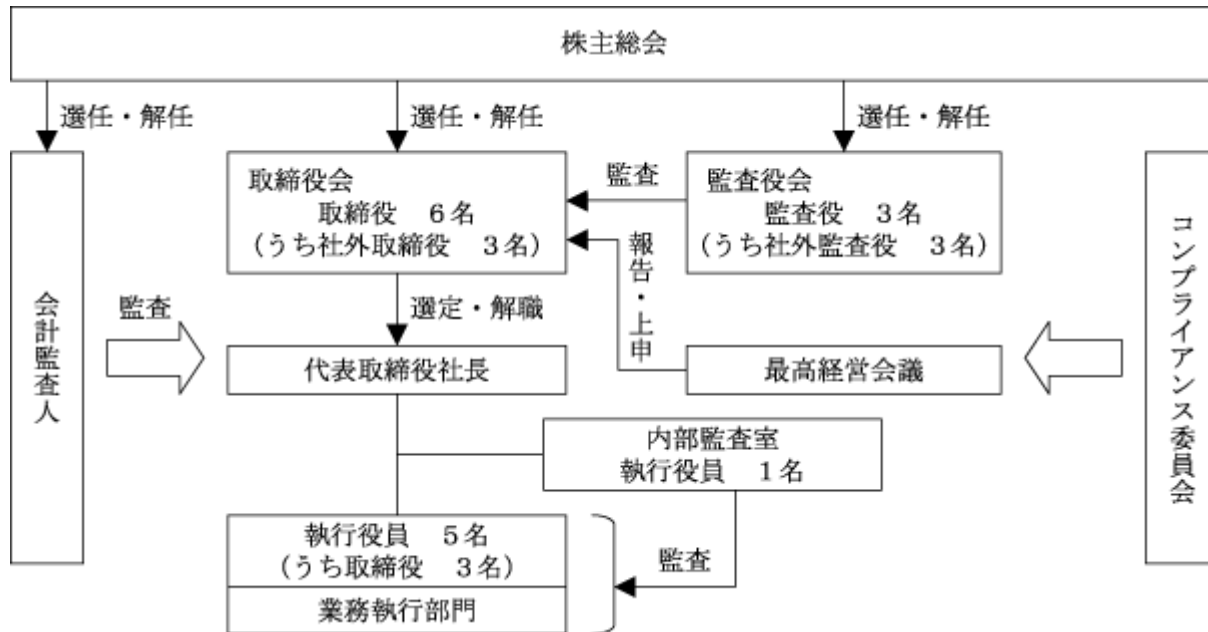 株主総会
選任・解任
選任・解任
選任・解任
取締役会
取締役　６名
（うち社外取締役　３名）
監査
監査役会
監査役　３名
（うち社外監査役　３名）
報告・上申
会計監査人
監査
選定・解職
代表取締役社長
最高経営会議
コンプライアンス委員会
内部監査室
執行役員　１名
執行役員　５名
（うち取締役　３名）
業務執行部門
監査